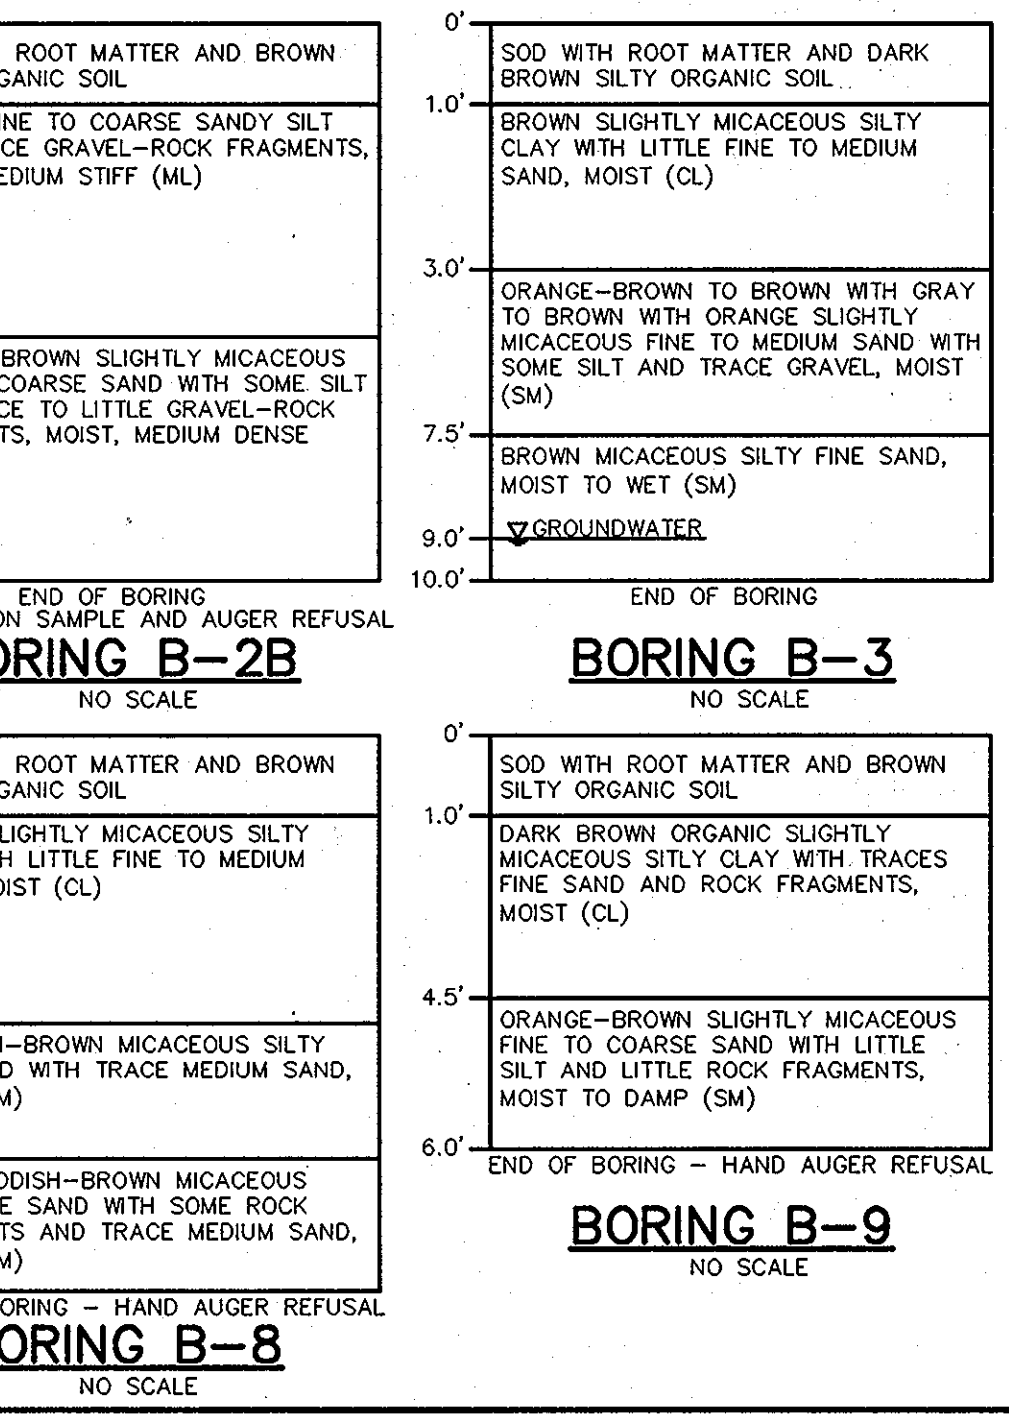 ROOT MATTER AND BROWN
GANIC SOIL
INE TO COARSE SANDY SILT
CE GRAVEL-ROCK FRAGMENTS,
EDIUM STIFF (ML)
BROWN SLIGHTLY MICACEOUS
COARSE SAND WITH SOME SILT
CE TO LITTLE GRAVEL-ROCK
TS, MOIST, MEDIUM DENSE
END OF BORING
ON SAMPLE AND AUGER REFUSAL
ORING B-2B
NO SCALE
0'
SOD WITH ROOT MATTER AND DARK
BROWN SILTY ORGANIC SOIL
1.0'
BROWN SLIGHTLY MICACEOUS SILTY
CLAY WITH LITTLE FINE TO MEDIUM
SAND, MOIST (CL)
3.0'
ORANGE-BROWN TO BROWN WITH GRAY
TO BROWN WITH ORANGE SLIGHTLY
MICACEOUS FINE TO MEDIUM SAND WITH
SOME SILT AND TRACE GRAVEL, MOIST
(SM)
7.5'
BROWN MICACEOUS SILTY FINE SAND,
MOIST TO WET (SM)
9.0' GROUNDWATER
10.0'
END OF BORING
BORING B-3
NO SCALE
ROOT MATTER AND BROWN
GANIC SOIL
LIGHTLY MICACEOUS SILTY
H LITTLE FINE TO MEDIUM
OIST (CL)
I-BROWN MICACEOUS SILTY
D WITH TRACE MEDIUM SAND,
M)
DDISH-BROWN MICACEOUS
E SAND WITH SOME ROCK
TS AND TRACE MEDIUM SAND,
M)
ORING - HAND AUGER REFUSAL
ORING B-8
NO SCALE
0'
SOD WITH ROOT MATTER AND BROWN
SILTY ORGANIC SOIL
1.0'
DARK BROWN ORGANIC SLIGHTLY
MICACEOUS SITLY CLAY WITH TRACES
FINE SAND AND ROCK FRAGMENTS,
MOIST (CL)
4.5'
ORANGE-BROWN SLIGHTLY MICACEOUS
FINE TO COARSE SAND WITH LITTLE
SILT AND LITTLE ROCK FRAGMENTS,
MOIST TO DAMP (SM)
6.0'
END OF BORING - HAND AUGER REFUSAL
BORING B-9
NO SCALE